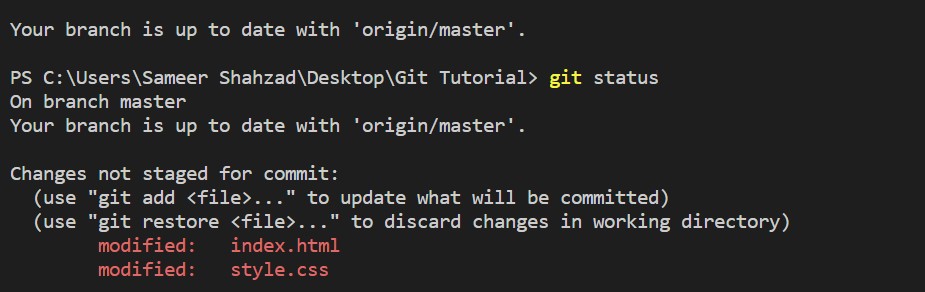 Your branch is up to date with 'origin/master'.
PS C:\Users\Sameer Shahzad\Desktop\Git Tutorial> git status
On branch master
Your branch is up to date with 'origin/master'.
Changes not staged for commit:
(use "git add <file>..." to update what will be committed)
(use "git restore <file>..." to discard changes in working directory)
modified:   index.html
modified:   style.css